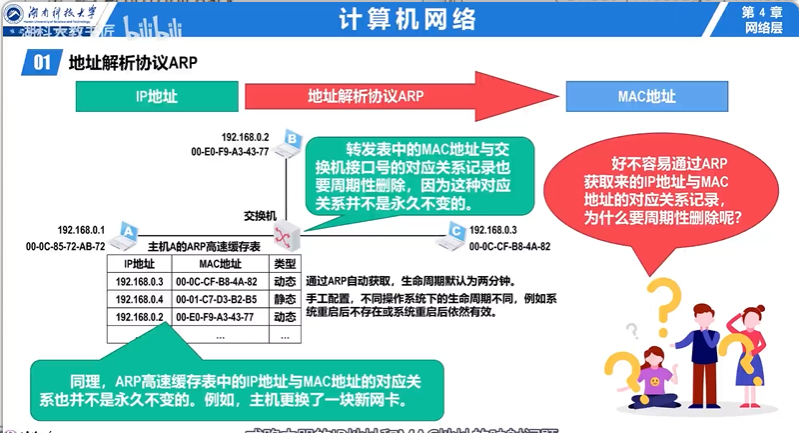 湖南科技大学
湖科大教书匠 bilibili
计算机网络
第 4 章
网络层
01 地址解析协议ARP
IP地址
地址解析协议ARP
MAC地址
192.168.0.2
00-E0-F9-A3-43-77
B
转发表中的MAC地址与交
换机接口号的对应关系记录也
要周期性删除，因为这种对应
关系并不是永久不变的。
好不容易通过ARP
获取来的IP地址与MAC
地址的对应关系记录，
为什么要周期性删除呢？
交换机
192.168.0.1
00-0C-85-72-AB-72
A
C
192.168.0.3
00-0C-CF-B8-4A-82
主机A的ARP高速缓存表
IP地址 MAC地址 类型
192.168.0.3 00-0C-CF-B8-4A-82 动态
192.168.0.4 00-01-C7-D3-B2-B5 静态
192.168.0.2 00-E0-F9-A3-43-77 动态
... ... ...
通过ARP自动获取，生命周期默认为两分钟。
手工配置，不同操作系统下的生命周期不同，例如系
统重启后不存在或系统重启后依然有效。
同理，ARP高速缓存表中的IP地址与MAC地址的对应关
系也并不是永久不变的。例如，主机更换了一块新网卡。
? ? ? ?